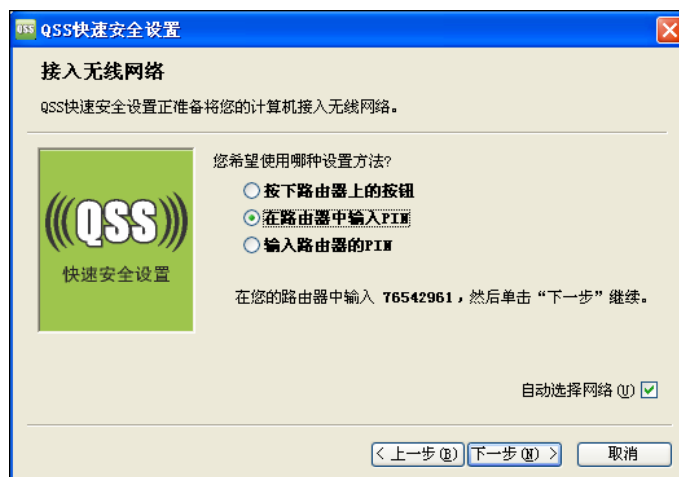 QSS QSS快速安全设置
接入无线网络
QSS快速安全设置正准备将您的计算机接入无线网络。
您希望使用哪种设置方法?
按下路由器上的按钮
在路由器中输入PIN
输入路由器的PIN
QSS
快速安全设置
在您的路由器中输入 76542961，然后单击“下一步”继续。
自动选择网络(U)
< 上一步(B) 下一步(N) > 取消